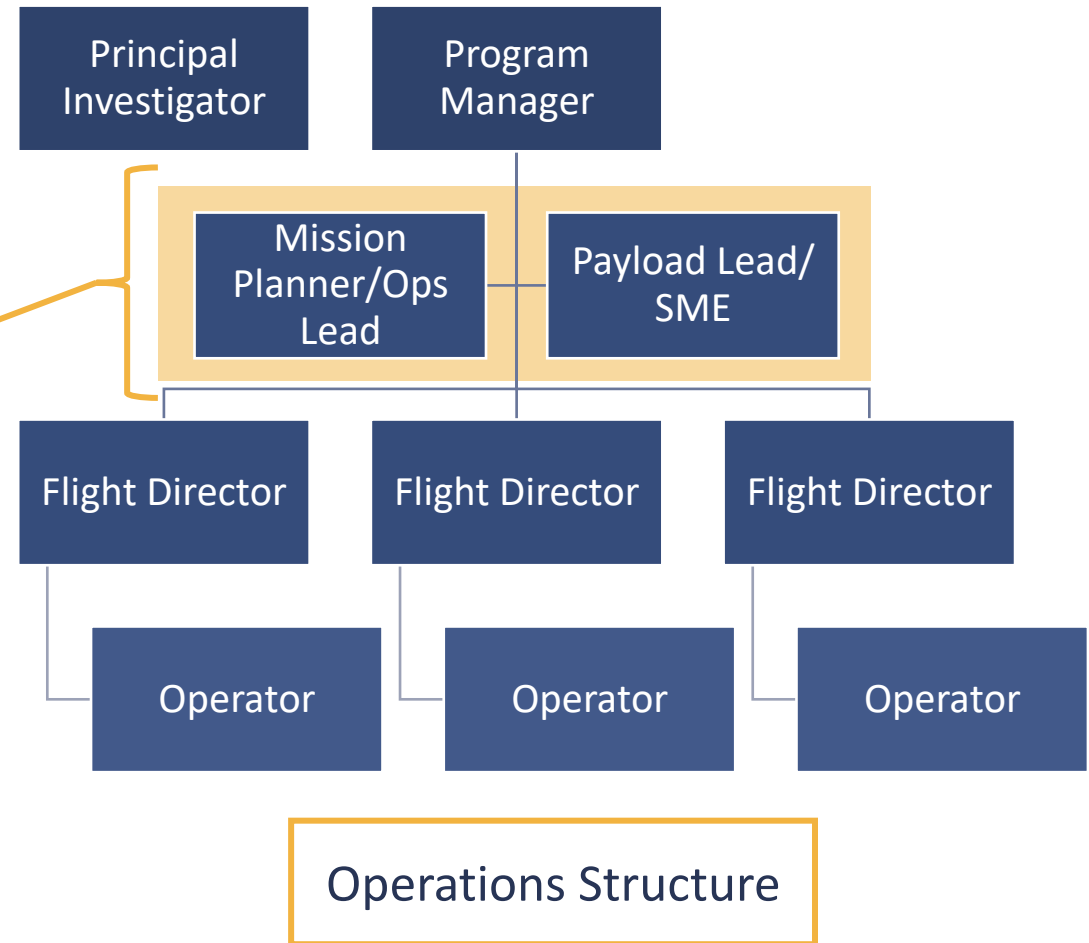 Principal
Investigator
Program
Manager
Mission
Planner/Ops
Lead
Payload Lead/
SME
Flight Director
Flight Director
Flight Director
Operator
Operator
Operator
Operations Structure